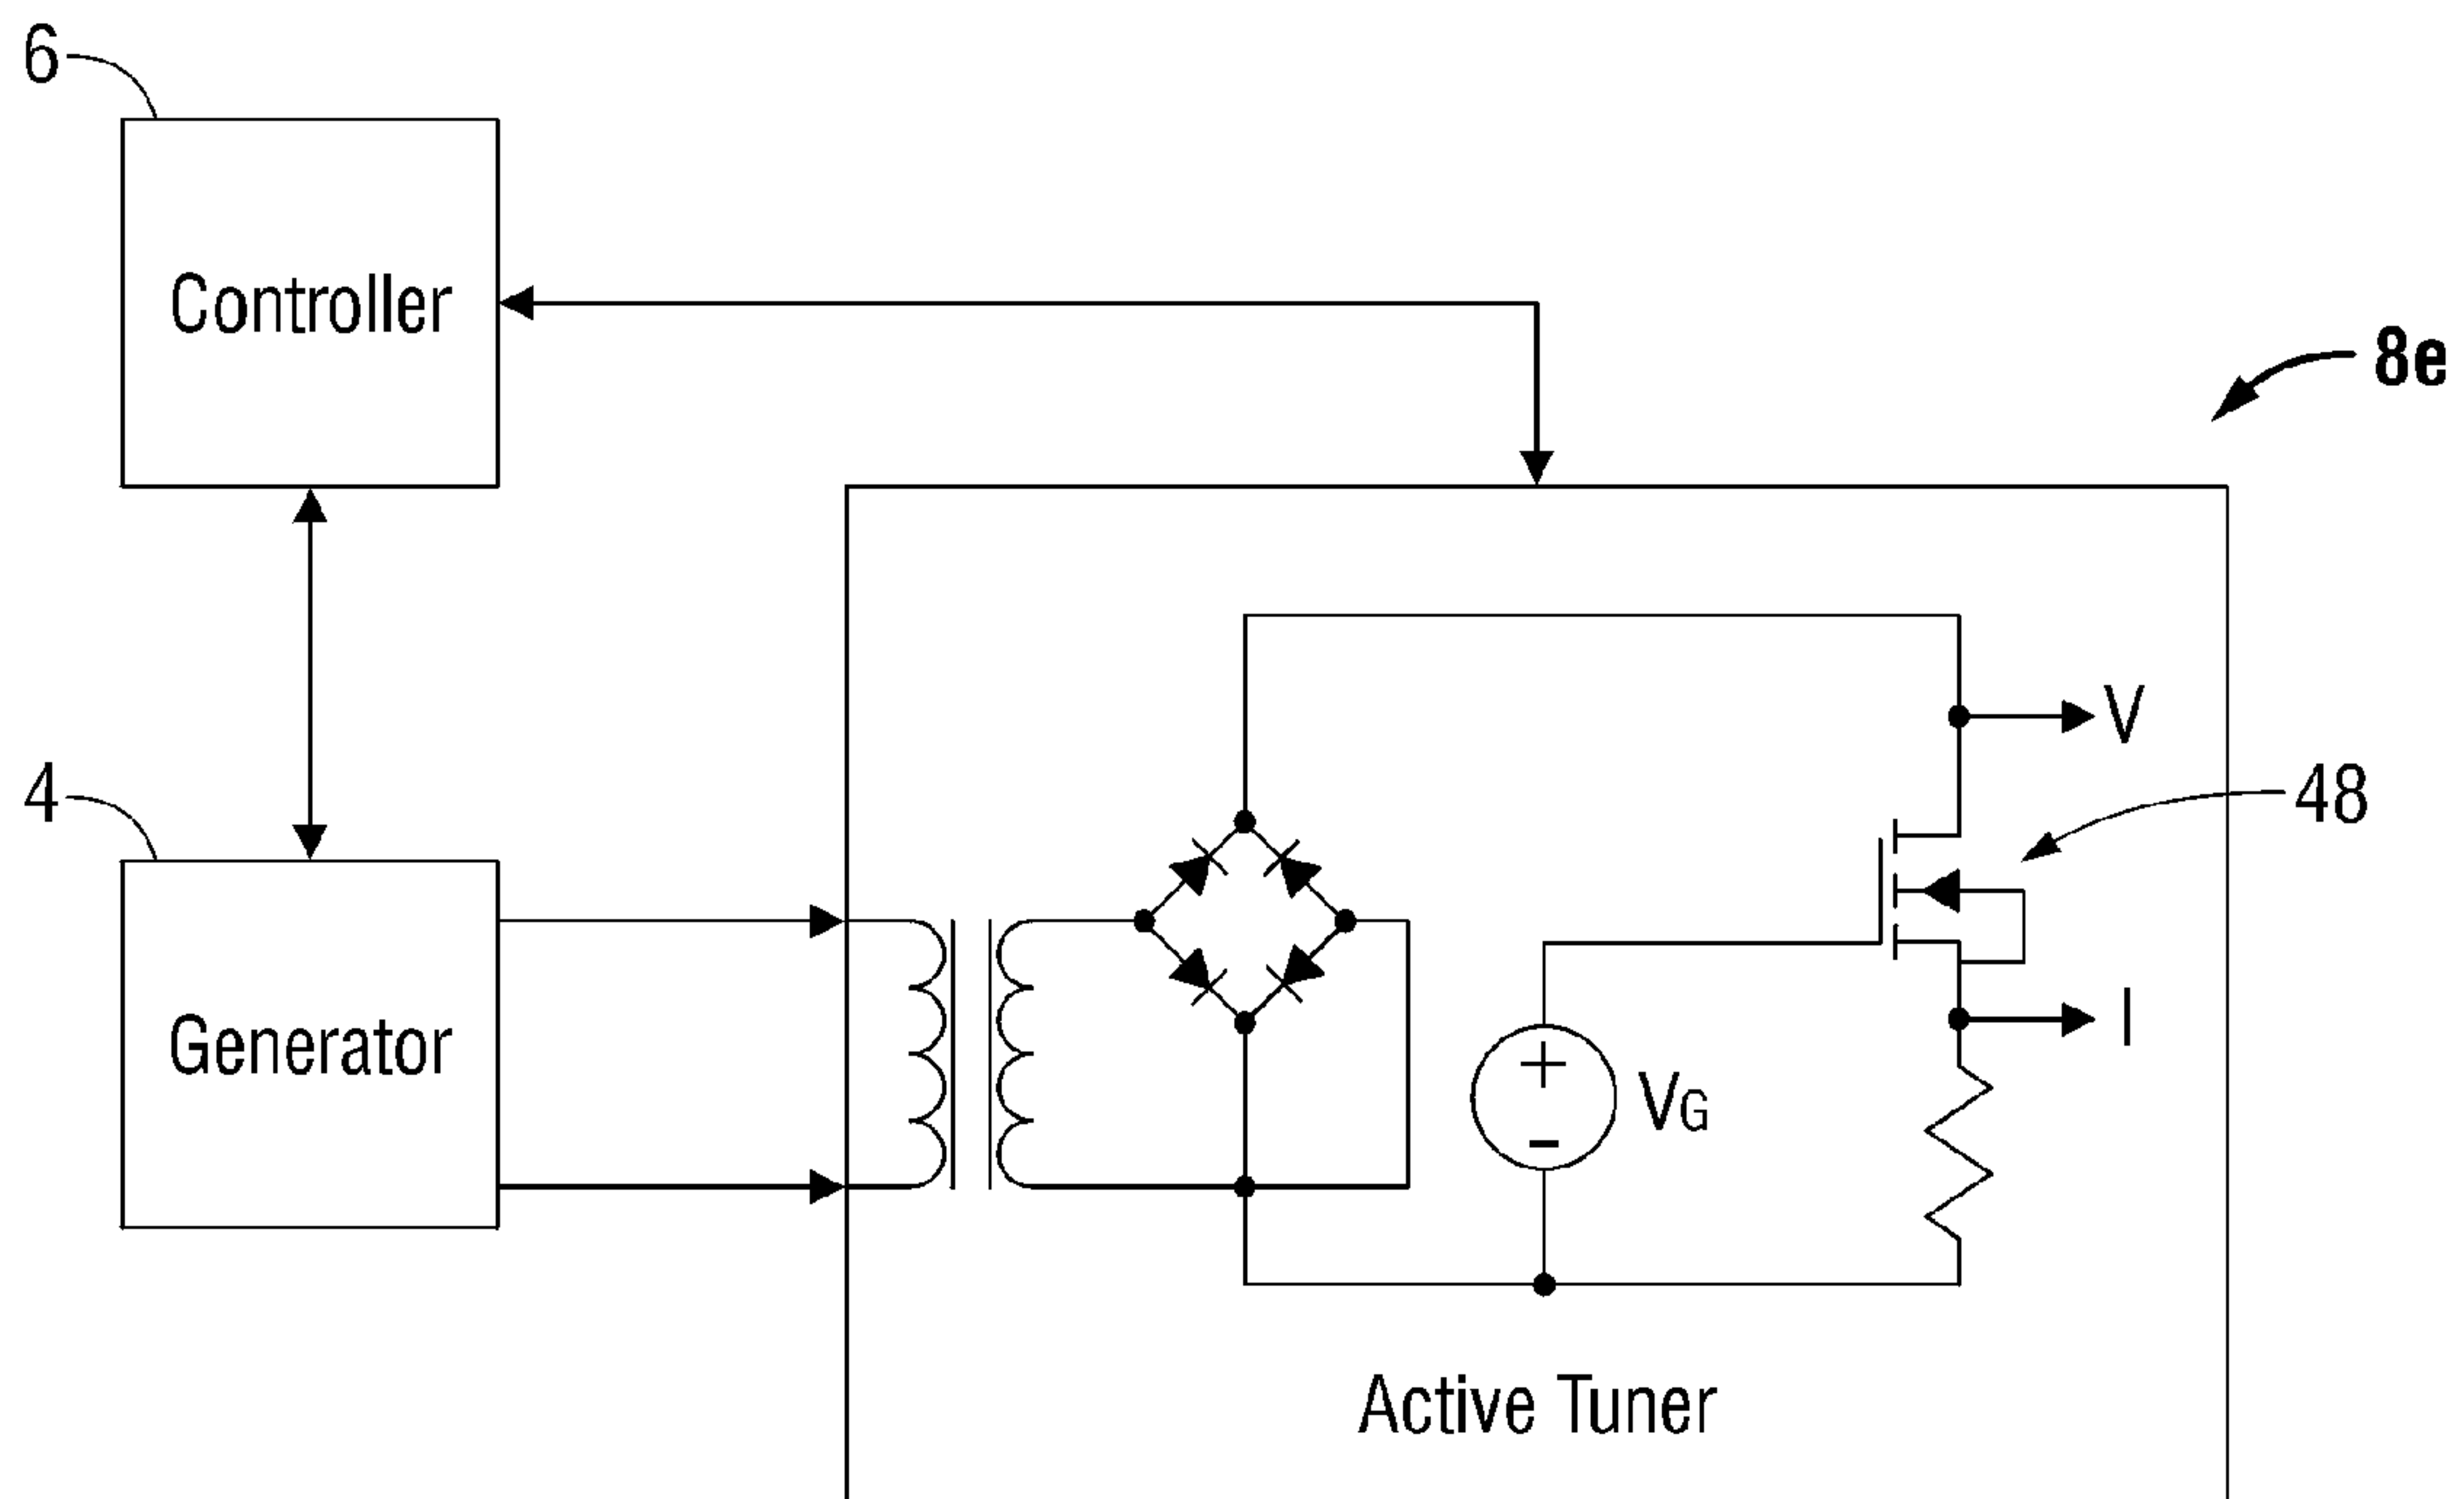 6
Controller
8e
V
4
48
Generator
+
-
VG
I
Active Tuner